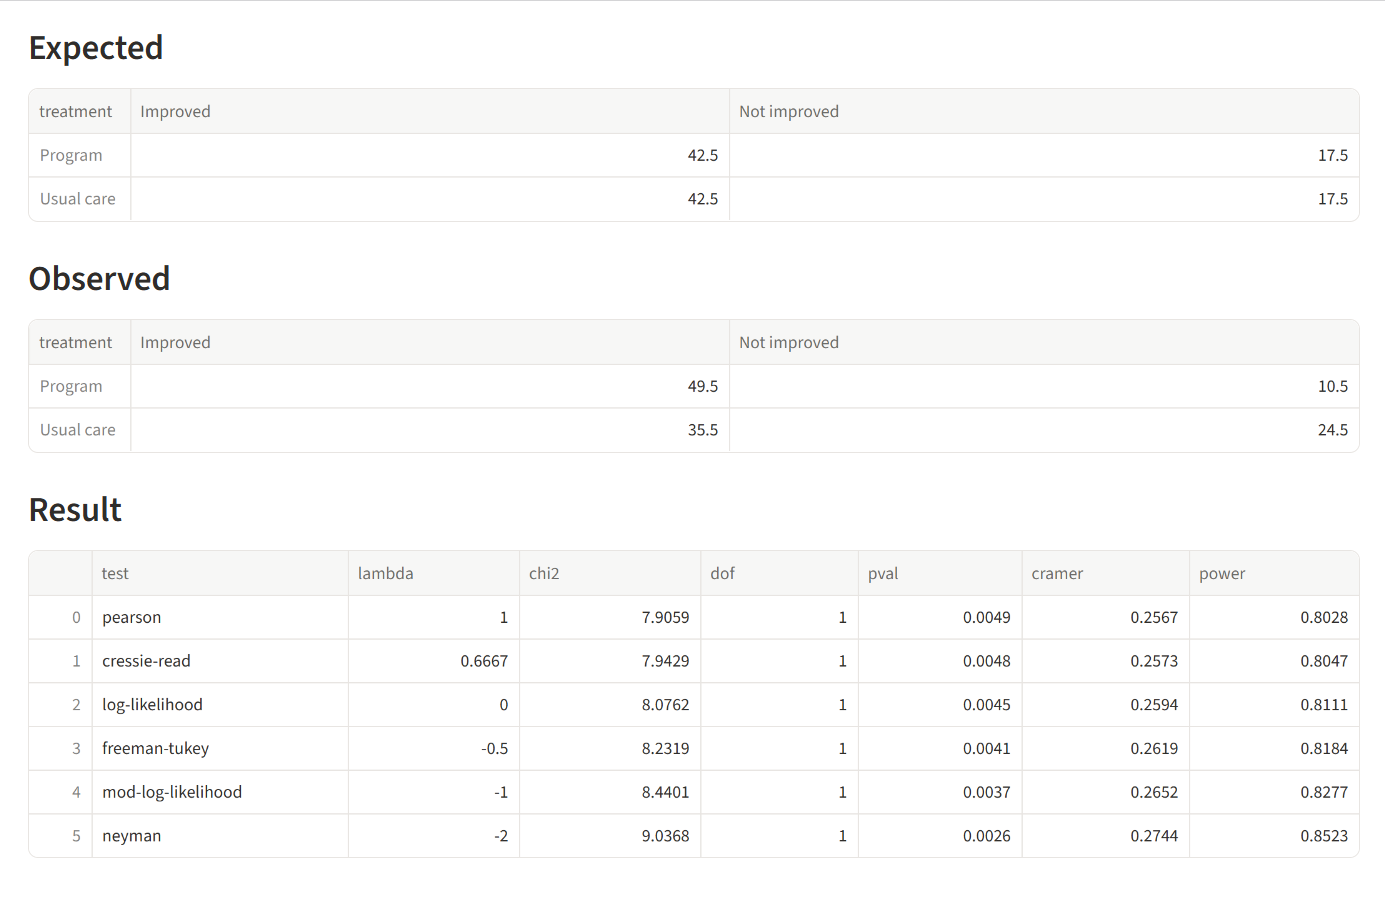 Expected
treatment Improved Not improved
Program 42.5 17.5
Usual care 42.5 17.5
Observed
treatment Improved Not improved
Program 49.5 10.5
Usual care 35.5 24.5
Result
test lambda chi2 dof pval cramer power
0 pearson 1 7.9059 1 0.0049 0.2567 0.8028
1 cressie-read 0.6667 7.9429 1 0.0048 0.2573 0.8047
2 log-likelihood 0 8.0762 1 0.0045 0.2594 0.8111
3 freeman-tukey -0.5 8.2319 1 0.0041 0.2619 0.8184
4 mod-log-likelihood -1 8.4401 1 0.0037 0.2652 0.8277
5 neyman -2 9.0368 1 0.0026 0.2744 0.8523